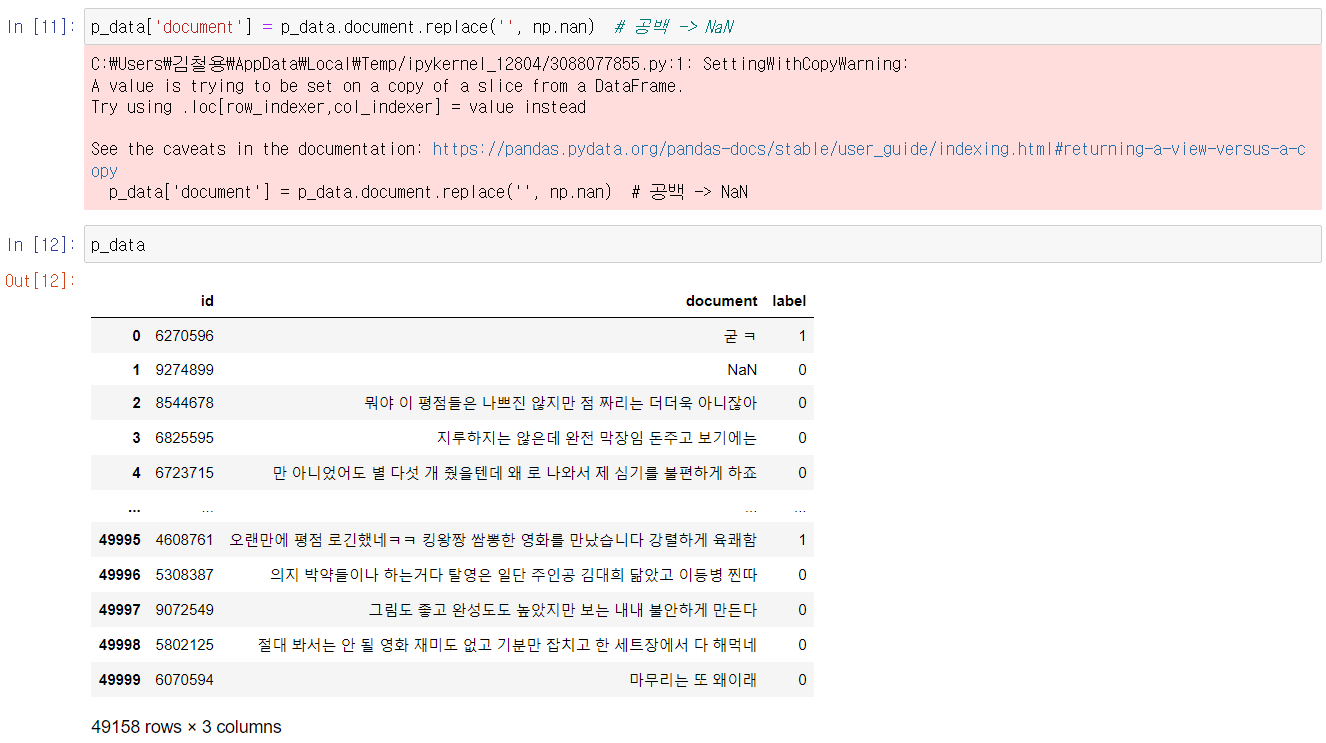 In [11]: p_data['document'] = p_data.document.replace('', np.nan)  # 공백 -> NaN
C:₩Users₩김철용₩AppData₩Local₩Temp/ipykernel_12804/3088077855.py:1: SettingWithCopyWarning:
A value is trying to be set on a copy of a slice from a DataFrame.
Try using .loc[row_indexer,col_indexer] = value instead
See the caveats in the documentation: https://pandas.pydata.org/pandas-docs/stable/user_guide/indexing.html#returning-a-view-versus-a-c
opy
p_data['document'] = p_data.document.replace('', np.nan)  # 공백 -> NaN
In [12]: p_data
Out[12]:
id document label
0 6270596 굳 ㅋ 1
1 9274899 NaN 0
2 8544678 뭐야 이 평점들은 나쁘진 않지만 점 짜리는 더더욱 아니잖아 0
3 6825595 지루하지는 않은데 완전 막장임 돈주고 보기에는 0
4 6723715 만 아니었어도 별 다섯 개 줬을텐데 왜 로 나와서 제 심기를 불편하게 하죠 0
... ... ... ...
49995 4608761 오랜만에 평점 로긴했네ㅋㅋ 킹왕짱 쌈뽕한 영화를 만났습니다 강렬하게 육쾌함 1
49996 5308387 의지 박약들이나 하는거다 탈영은 일단 주인공 김대희 닮았고 이등병 찐따 0
49997 9072549 그림도 좋고 완성도도 높았지만 보는 내내 불안하게 만든다 0
49998 5802125 절대 봐서는 안 될 영화 재미도 없고 기분만 잡치고 한 세트장에서 다 해먹네 0
49999 6070594 마무리는 또 왜이래 0
49158 rows × 3 columns